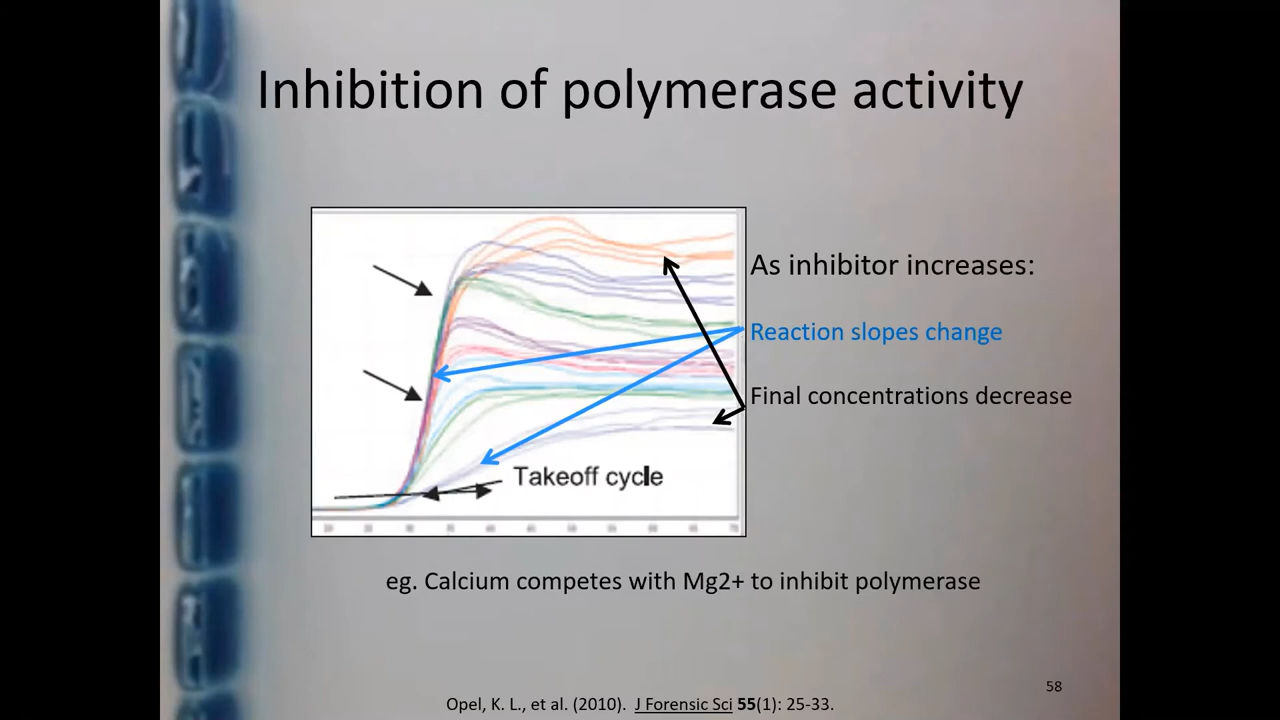 Inhibition of polymerase activity
As inhibitor increases:
Reaction slopes change
Final concentrations decrease
Takeoff cycle
eg. Calcium competes with Mg2+ to inhibit polymerase
58
Opel, K. L., et al. (2010). J Forensic Sci 55(1): 25-33.